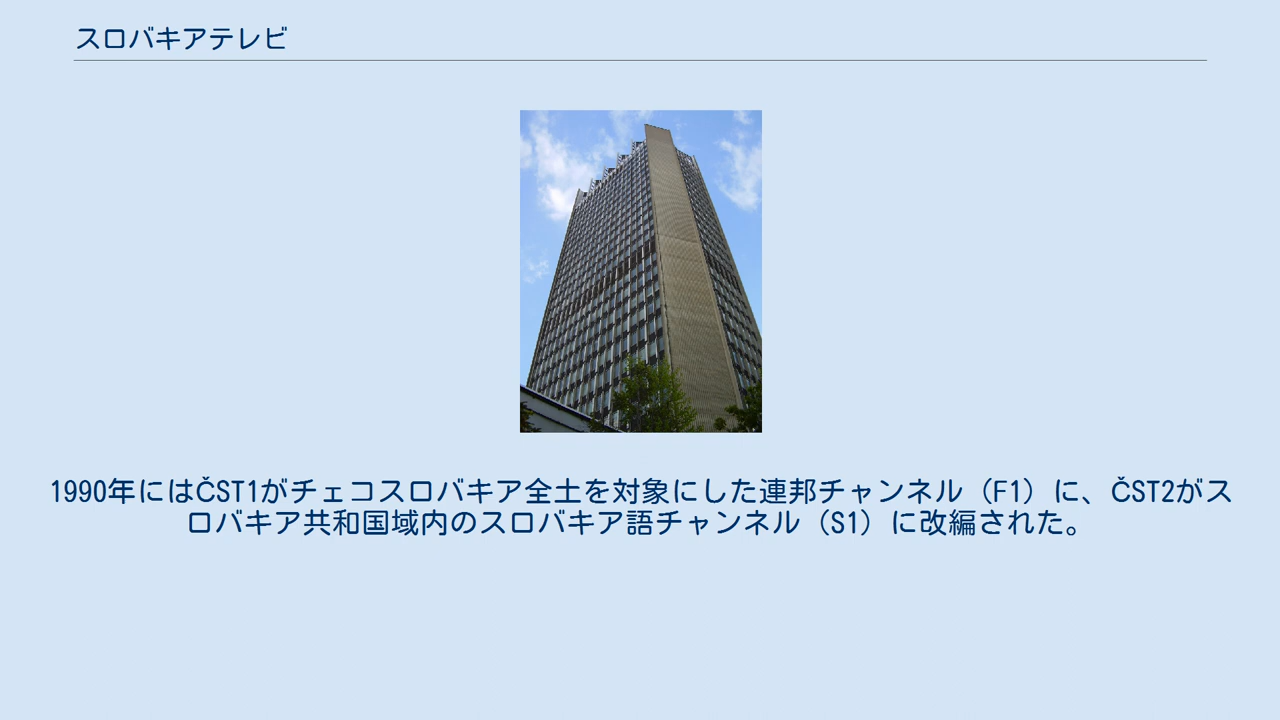 スロバキアテレビ
1990年にはČST1がチェコスロバキア全土を対象にした連邦チャンネル（F1）に、ČST2がス
ロバキア共和国域内のスロバキア語チャンネル（S1）に改編された。